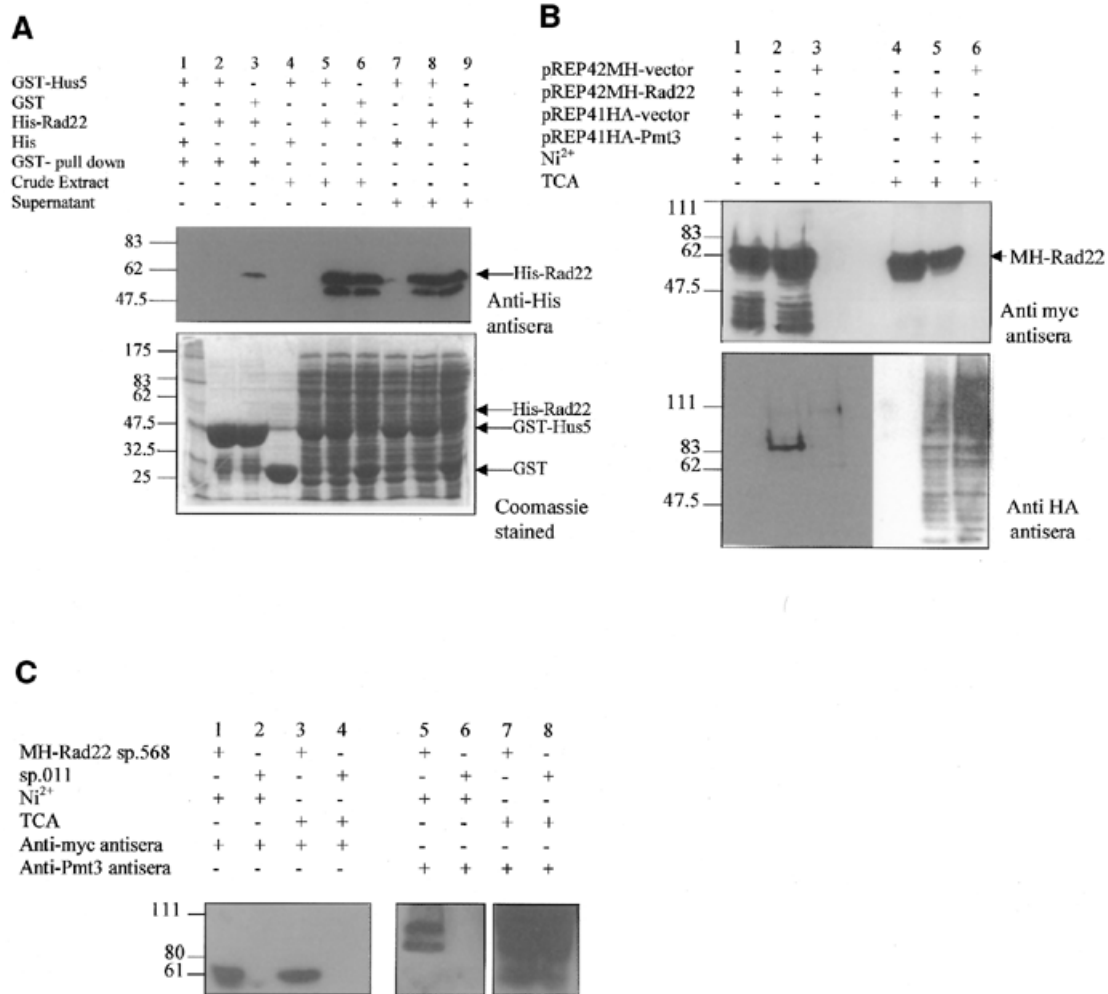 A
1 2 3 4 5 6 7 8 9
GST-Hus5 + + - + + - + + -
GST - - + - - + - - +
His-Rad22 - + + - + + - + +
His + - - + - - + - -
GST- pull down + + + - - - - - -
Crude Extract - - - + + + - - -
Supernatant - - - - - - + + +
83
62
47.5
His-Rad22
Anti-His
antisera
175
83
62
47.5
32.5
25
His-Rad22
GST-Hus5
GST
Coomassie
stained
B
1 2 3 4 5 6
pREP42MH-vector - - + - - +
pREP42MH-Rad22 + + - + + -
pREP41HA-vector + - - + - -
pREP41HA-Pmt3 - + + - + +
Ni2+ + + + - - -
TCA - - - + + +
111
83
62
47.5
MH-Rad22
Anti myc
antisera
111
83
62
47.5
Anti HA
antisera
C
1 2 3 4 5 6 7 8
MH-Rad22 sp.568 + - + - + - + -
sp.011 - + - + - + - +
Ni2+ + + - - + + - -
TCA - - + + - - + +
Anti-myc antisera + + + + - - - -
Anti-Pmt3 antisera - - - - + + + +
111
80
61